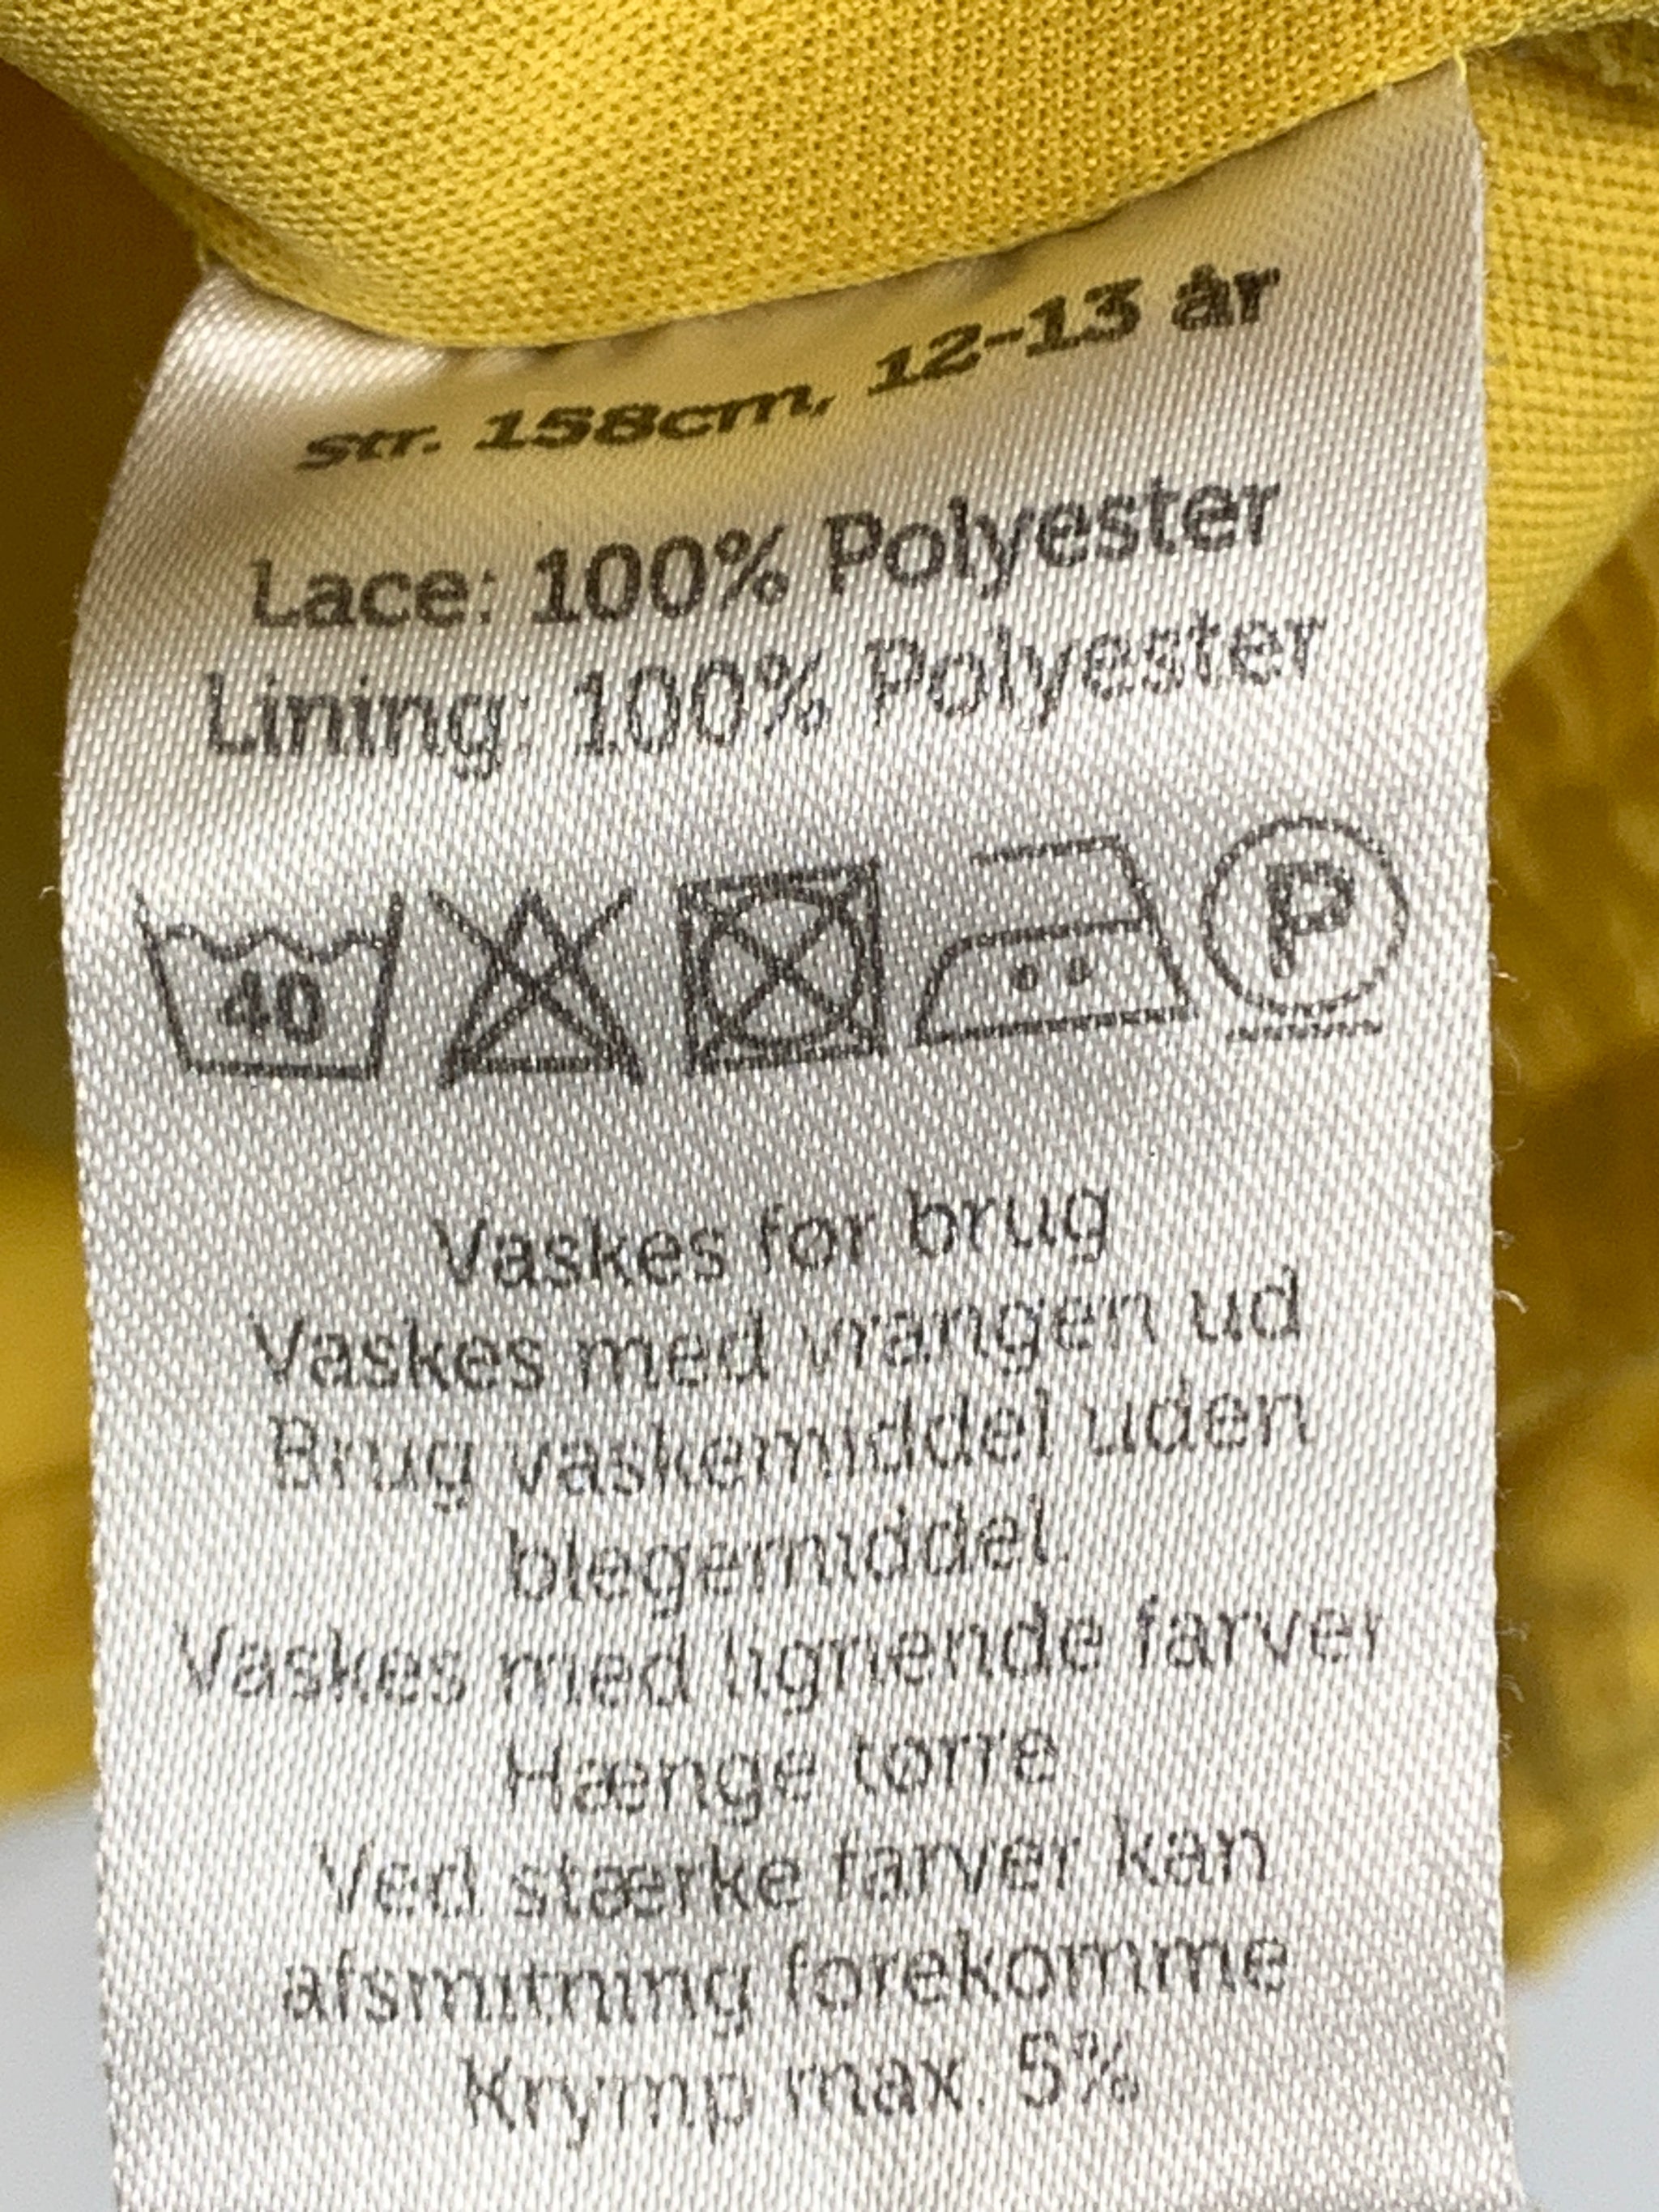 str. 158cm, 12-13 år
Lace: 100% Polyester
Lining: 100% Polyester
40
P
Vaskes før brug
Vaskes med vrangen ud
Brug vaskemiddel uden
blegemiddel.
Vaskes med lignende farver
Hænge tørre
Ved stærke farver kan
afsmitning forekomme
Krymp max. 5%